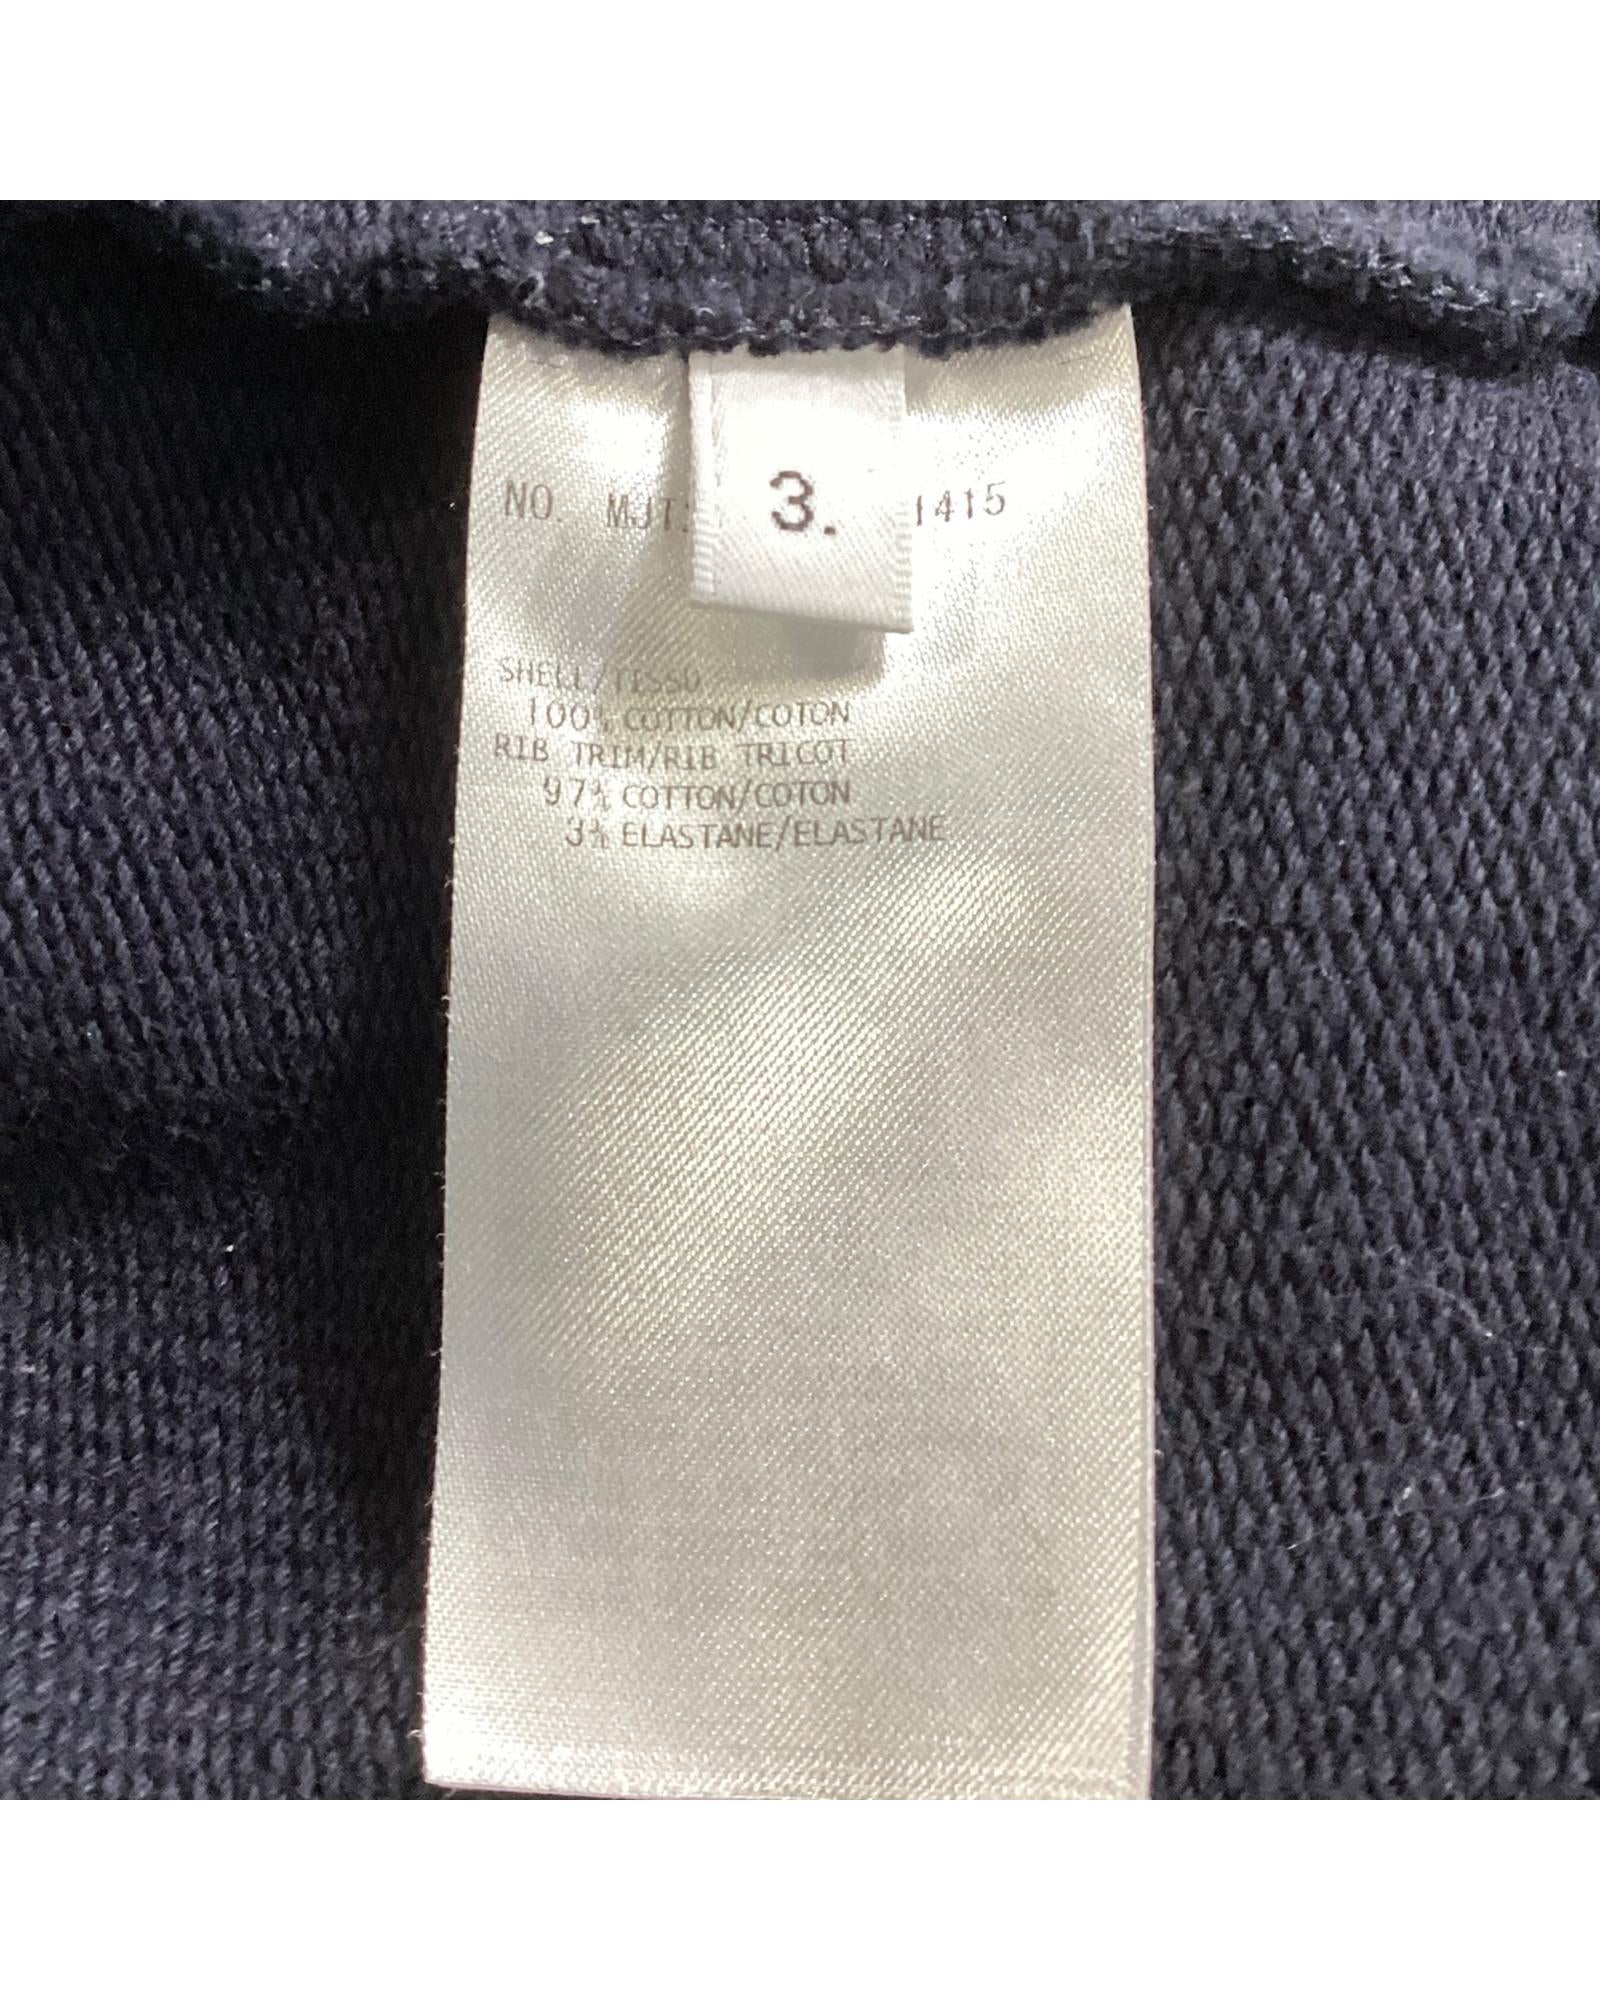 3.
NO. MJT 1415
SHELL/TESSU
100% COTTON/COTON
RIB TRIM/RIB TRICOT
97% COTTON/COTON
3% ELASTANE/ELASTANE